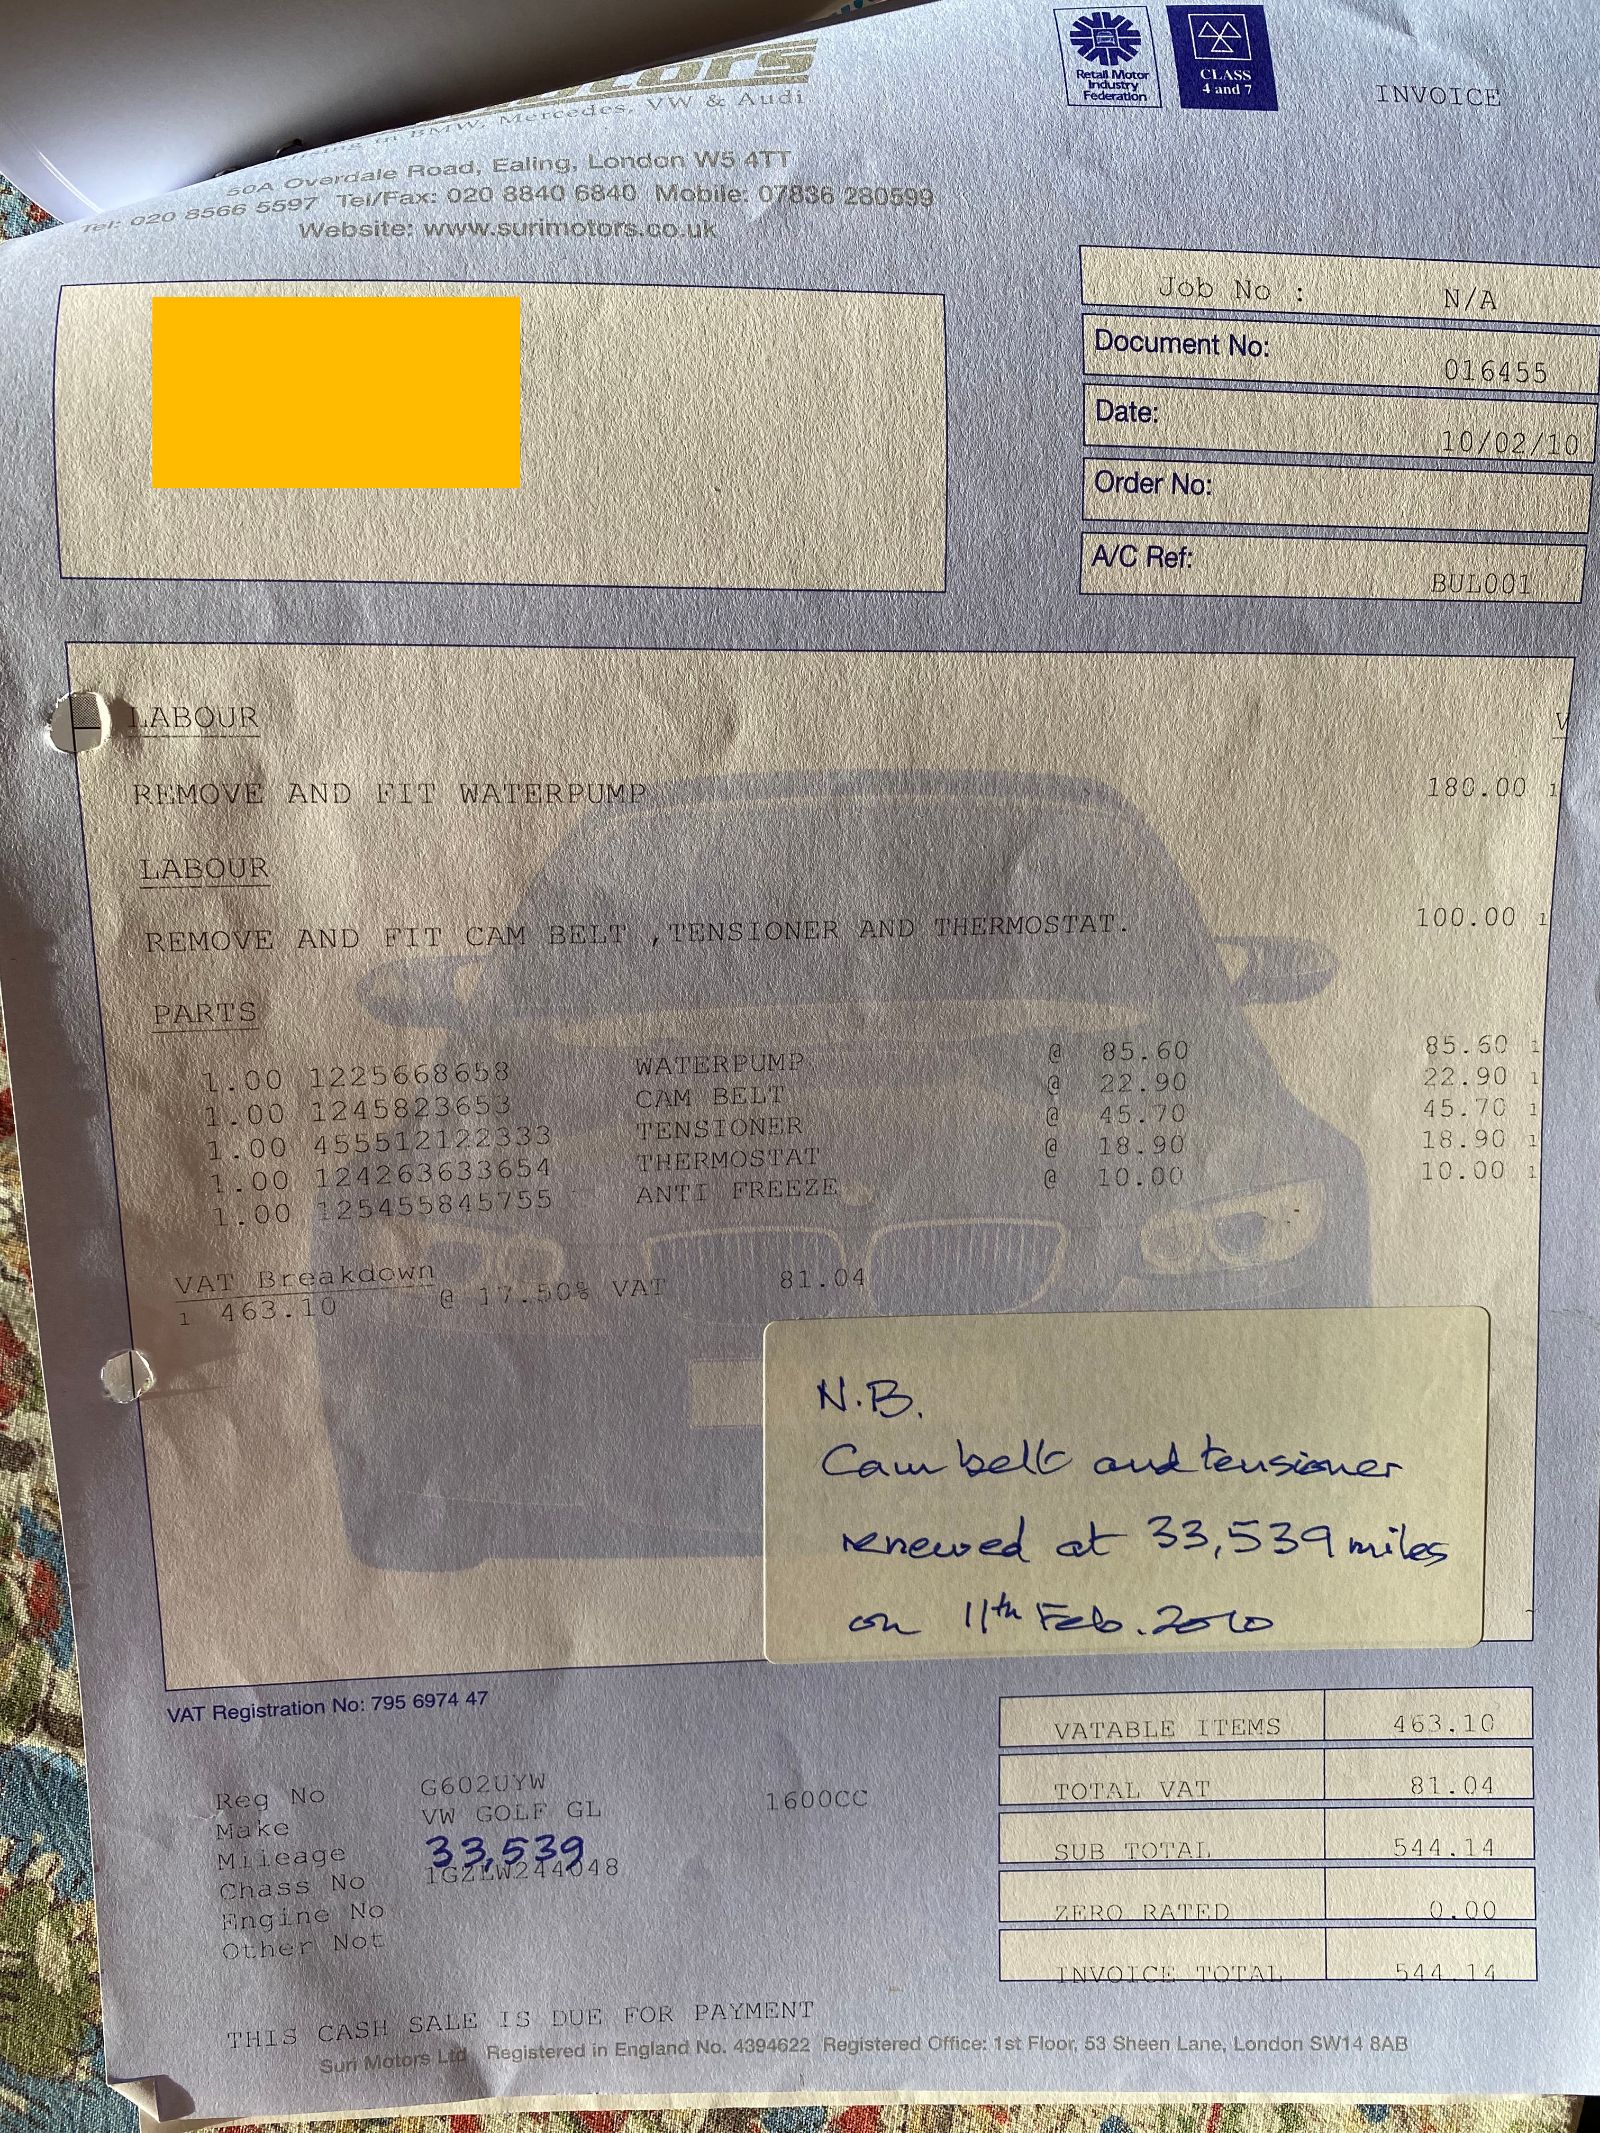 Retail Motor
Industry
Federation
CLASS
4 and 7
INVOICE
BMW, Mercedes, VW & Audi
50A Overdale Road, Ealing, London W5 4TT
Tel: 020 8566 5597 Tel/Fax: 020 8840 6840 Mobile: 07836 280599
Website: www.surimotors.co.uk
Job No : N/A
Document No: 016455
Date: 10/02/10
Order No:
A/C Ref: BUL001
LABOUR V
REMOVE AND FIT WATERPUMP 180.00 1
LABOUR
REMOVE AND FIT CAM BELT ,TENSIONER AND THERMOSTAT. 100.00 1
PARTS
1.00 1225668658 WATERPUMP @ 85.60 85.60 1
1.00 1245823653 CAM BELT @ 22.90 22.90 1
1.00 455512122333 TENSIONER @ 45.70 45.70 1
1.00 124263633654 THERMOSTAT @ 18.90 18.90 1
1.00 125455845755 ANTI FREEZE @ 10.00 10.00 1
VAT Breakdown
1 463.10 @ 17.50% VAT 81.04
N.B.
Cam belt and tensioner
renewed at 33,539 miles
on 11th Feb. 2010
VAT Registration No: 795 6974 47
VATABLE ITEMS 463.10
TOTAL VAT 81.04
SUB TOTAL 544.14
ZERO RATED 0.00
INVOICE TOTAL 544.14
Reg No G602UYW
Make VW GOLF GL 1600CC
Mileage 33,539
Chass No
Engine No
Other Not
THIS CASH SALE IS DUE FOR PAYMENT
Suri Motors Ltd Registered in England No. 4394622 Registered Office: 1st Floor, 53 Sheen Lane, London SW14 8AB